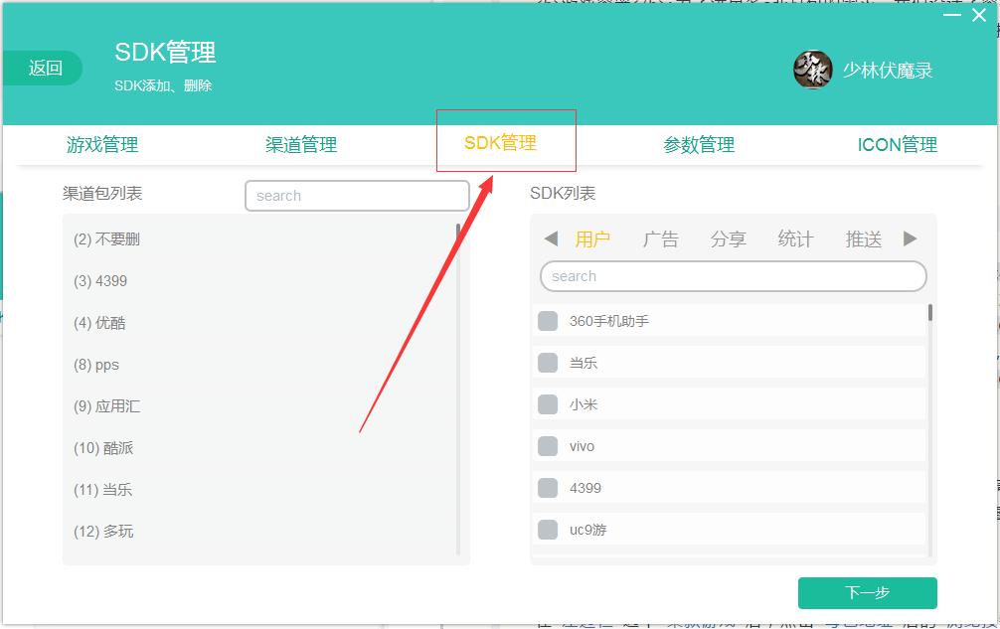 SDK管理
返回
SDK添加、删除
少林
少林伏魔录
游戏管理
渠道管理
SDK管理
参数管理
ICON管理
渠道包列表
search
SDK列表
(2) 不要删
(3) 4399
(4) 优酷
(8) pps
(9) 应用汇
(10) 酷派
(11) 当乐
(12) 多玩
用户 广告 分享 统计 推送
search
360手机助手
当乐
小米
vivo
4399
uc9游
下一步